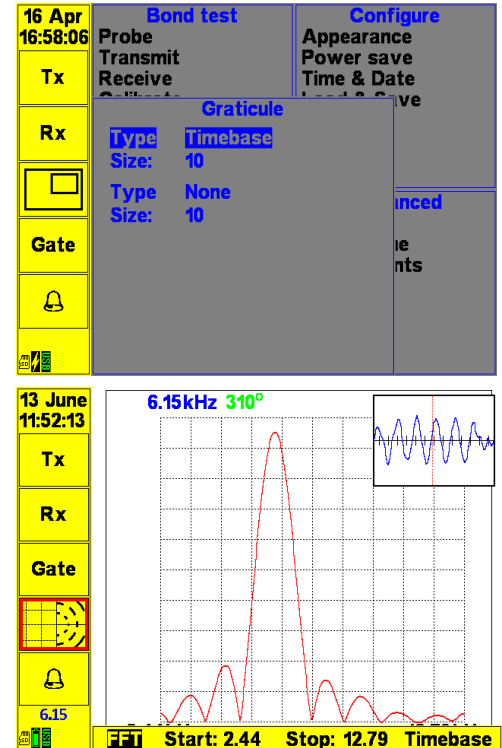 16 Apr
16:58:06
Tx
Rx
Gate
Bond test
Probe
Transmit
Receive
Configure
Appearance
Power save
Time & Date
Graticule
Type Timebase
Size: 10
Type None
Size: 10
13 June
11:52:13
Tx
Rx
Gate
6.15
6.15kHz 310°
FFT Start: 2.44 Stop: 12.79 Timebase